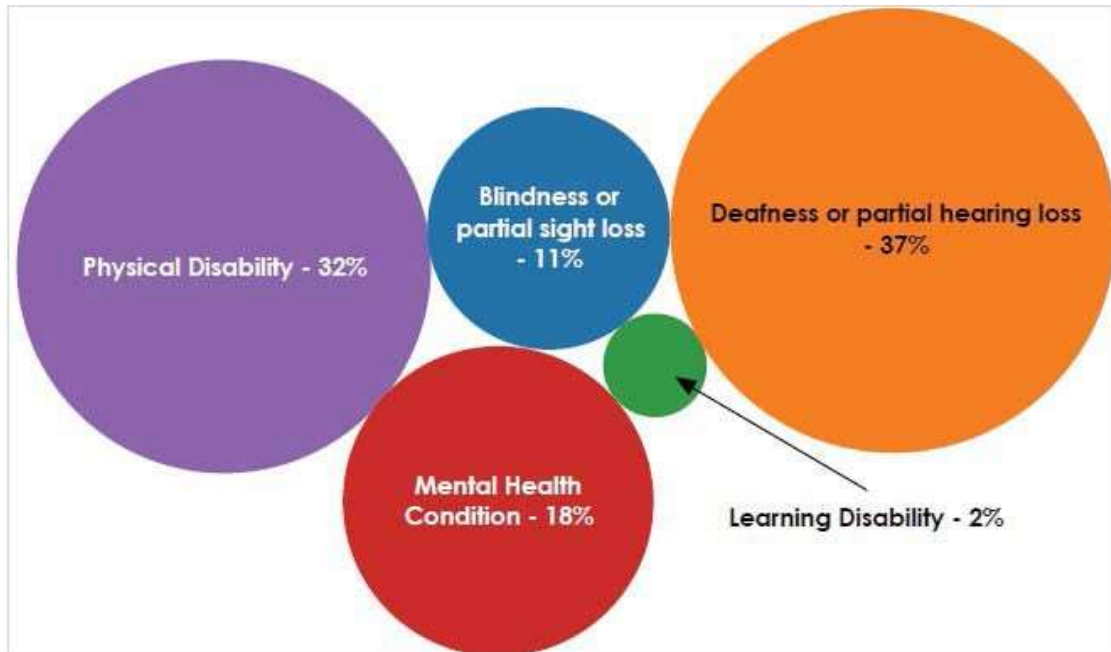 Physical Disability - 32%
Blindness or
partial sight loss
- 11%
Deafness or partial hearing loss
- 37%
Mental Health
Condition - 18%
Learning Disability - 2%